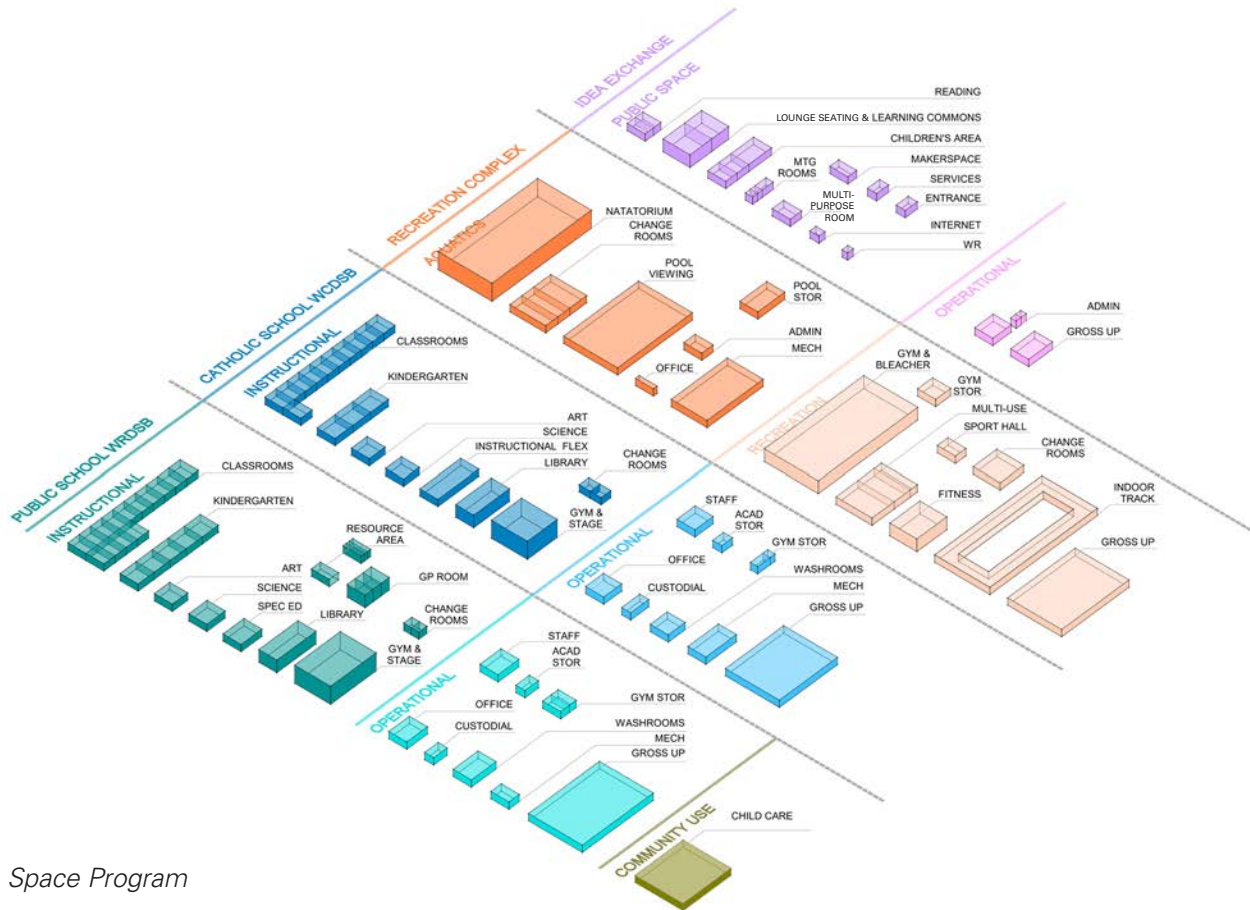 IDEA EXCHANGE
PUBLIC SPACE
READING
LOUNGE SEATING & LEARNING COMMONS
CHILDREN'S AREA
MTG
ROOMS
MAKERSPACE
SERVICES
MULTI-
PURPOSE
ROOM
ENTRANCE
INTERNET
WR
OPERATIONAL
ADMIN
GROSS UP
RECREATION COMPLEX
AQUATICS
NATATORIUM
CHANGE
ROOMS
POOL
VIEWING
POOL
STOR
ADMIN
MECH
OFFICE
RECREATION
GYM &
BLEACHER
GYM
STOR
MULTI-USE
SPORT HALL
CHANGE
ROOMS
FITNESS
INDOOR
TRACK
GROSS UP
CATHOLIC SCHOOL WCDSB
INSTRUCTIONAL
CLASSROOMS
KINDERGARTEN
ART
SCIENCE
INSTRUCTIONAL FLEX
LIBRARY
CHANGE
ROOMS
GYM &
STAGE
OPERATIONAL
STAFF
ACAD
STOR
GYM STOR
OFFICE
CUSTODIAL
WASHROOMS
MECH
GROSS UP
PUBLIC SCHOOL WRDSB
INSTRUCTIONAL
CLASSROOMS
KINDERGARTEN
RESOURCE
AREA
ART
GP ROOM
SCIENCE
SPEC ED
LIBRARY
CHANGE
ROOMS
GYM &
STAGE
OPERATIONAL
STAFF
ACAD
STOR
GYM STOR
OFFICE
CUSTODIAL
WASHROOMS
MECH
GROSS UP
COMMUNITY USE
CHILD CARE
Space Program